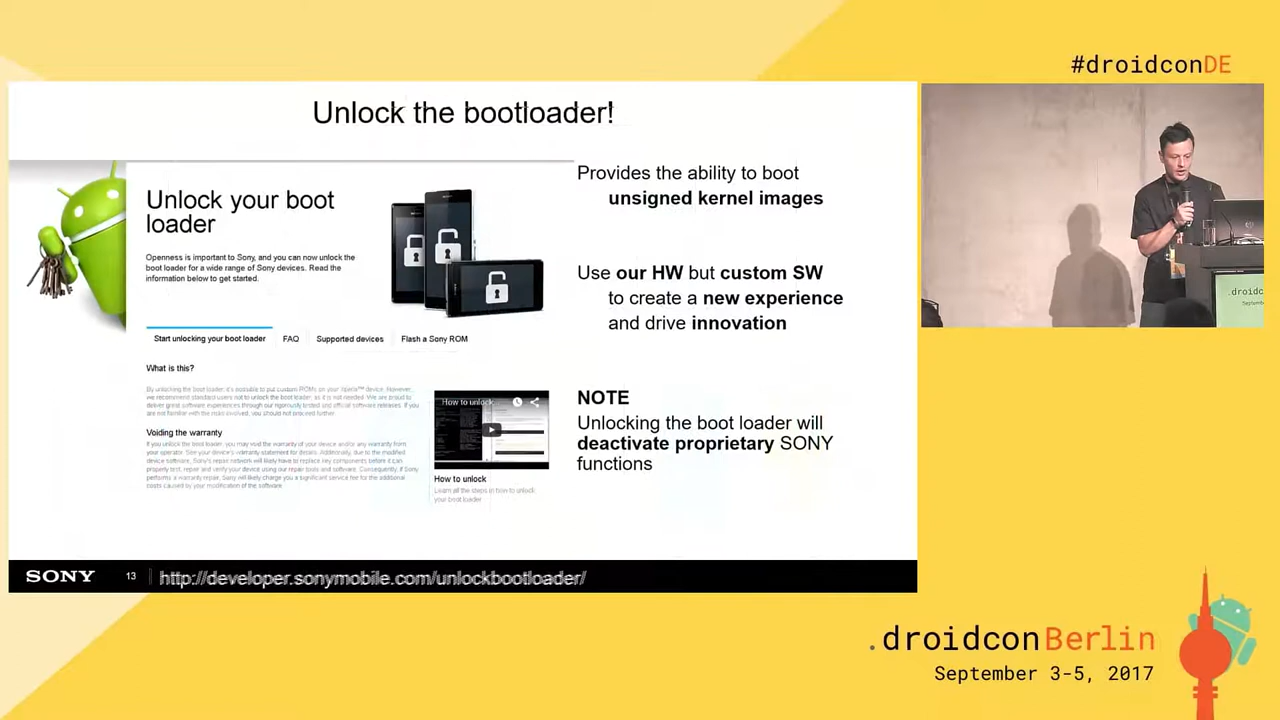 #droidconDE
Unlock the bootloader!
Unlock your boot
loader
Openness is important to Sony, and you can now unlock the
boot loader for a wide range of Sony devices. Read the
information below to get started.
Start unlocking your boot loader
FAQ
Supported devices
Flash a Sony ROM
What is this?
By unlocking the boot loader, it's possible to put custom ROMs on your Xperia™ device. However,
we recommend standard users not to unlock the boot loader, as it is not needed. We are proud to
deliver great software experiences through our rigorously tested and official software releases. If you
are not familiar with the risks involved, you should not proceed further.
Voiding the warranty
If you unlock the boot loader, you may void the warranty of your device and/or any warranty from
your operator. See your device's warranty statement for details. Additionally, due to the modified
device software, Sony's repair network will likely have to replace key components before it can
properly test, repair and verify your device using our repair tools and software. Consequently, if Sony
performs a warranty repair, Sony will likely charge you a significant service fee for the additional
costs caused by your modification of the software.
How to unlock
How to unlock
Learn all the steps in how to unlock
your boot loader
Provides the ability to boot
unsigned kernel images
Use our HW but custom SW
to create a new experience
and drive innovation
NOTE
Unlocking the boot loader will
deactivate proprietary SONY
functions
SONY
13
http://developer.sonymobile.com/unlockbootloader/
.droidconBerlin
September 3-5, 2017